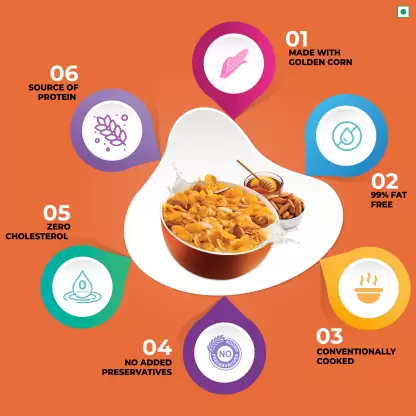 01
MADE WITH
GOLDEN CORN
02
99% FAT
FREE
03
CONVENTIONALLY
COOKED
04
NO ADDED
PRESERVATIVES
NO
05
ZERO
CHOLESTEROL
0
06
SOURCE OF
PROTEIN